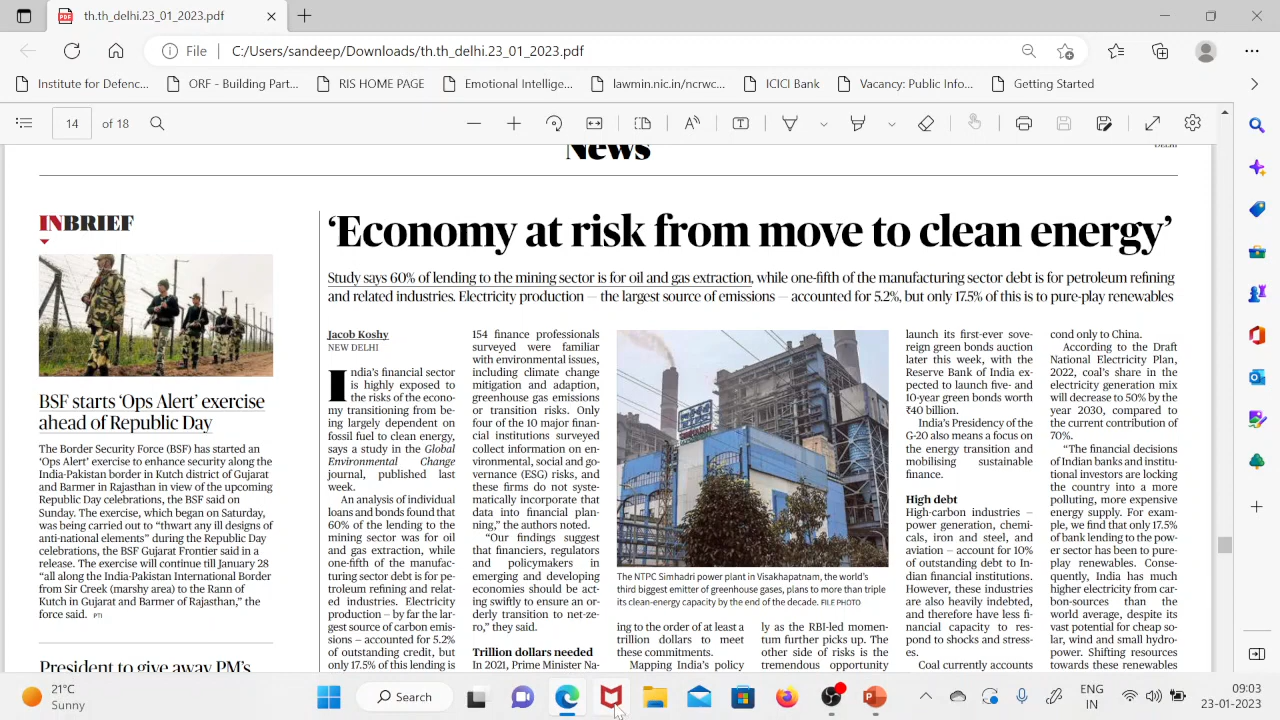 th.th_delhi.23_01_2023.pdf
File
C:/Users/sandeep/Downloads/th.th_delhi.23_01_2023.pdf
Institute for Defenc...
ORF - Building Part...
RIS HOME PAGE
Emotional Intellige...
lawmin.nic.in/ncrwc...
ICICI Bank
Vacancy: Public Info...
Getting Started
14 of 18
News
DELHI
INBRIEF
BSF starts ‘Ops Alert’ exercise
ahead of Republic Day
The Border Security Force (BSF) has started an
‘Ops Alert’ exercise to enhance security along the
India-Pakistan border in Kutch district of Gujarat
and Barmer in Rajasthan in view of the upcoming
Republic Day celebrations, the BSF said on
Sunday. The exercise, which began on Saturday,
was being carried out to “thwart any ill designs of
anti-national elements” during the Republic Day
celebrations, the BSF Gujarat Frontier said in a
release. The exercise will continue till January 28
“all along the India-Pakistan International Border
from Sir Creek (marshy area) to the Rann of
Kutch in Gujarat and Barmer of Rajasthan,” the
force said. PTI
President to give away PM’s
‘Economy at risk from move to clean energy’
Study says 60% of lending to the mining sector is for oil and gas extraction, while one-fifth of the manufacturing sector debt is for petroleum refining
and related industries. Electricity production — the largest source of emissions — accounted for 5.2%, but only 17.5% of this is to pure-play renewables
Jacob Koshy
NEW DELHI
India’s financial sector
is highly exposed to
the risks of the econo-
my transitioning from be-
ing largely dependent on
fossil fuel to clean energy,
says a study in the Global
Environmental Change
journal, published last
week.
An analysis of individual
loans and bonds found that
60% of the lending to the
mining sector was for oil
and gas extraction, while
one-fifth of the manufac-
turing sector debt is for pe-
troleum refining and relat-
ed industries. Electricity
production — by far the lar-
gest source of carbon emis-
sions — accounted for 5.2%
of outstanding credit, but
only 17.5% of this lending is
154 finance professionals
surveyed were familiar
with environmental issues,
including climate change
mitigation and adaption,
greenhouse gas emissions
or transition risks. Only
four of the 10 major finan-
cial institutions surveyed
collect information on en-
vironmental, social and go-
vernance (ESG) risks, and
these firms do not syste-
matically incorporate that
data into financial plan-
ning,” the authors noted.
“Our findings suggest
that financiers, regulators
and policymakers in
emerging and developing
economies should be act-
ing swiftly to ensure an or-
derly transition to net-ze-
ro,” they said.
Trillion dollars needed
In 2021, Prime Minister Na-
The NTPC Simhadri power plant in Visakhapatnam, the world’s
third biggest emitter of greenhouse gases, plans to more than triple
its clean-energy capacity by the end of the decade. FILE PHOTO
ing to the order of at least a
trillion dollars to meet
these commitments.
Mapping India’s policy
ly as the RBI-led momen-
tum further picks up. The
other side of risks is the
tremendous opportunity
launch its first-ever sove-
reign green bonds auction
later this week, with the
Reserve Bank of India ex-
pected to launch five- and
10-year green bonds worth
₹40 billion.
India’s Presidency of the
G-20 also means a focus on
the energy transition and
mobilising sustainable
finance.
High debt
High-carbon industries –
power generation, chemi-
cals, iron and steel, and
aviation – account for 10%
of outstanding debt to In-
dian financial institutions.
However, these industries
are also heavily indebted,
and therefore have less fi-
nancial capacity to res-
pond to shocks and stress-
es.
Coal currently accounts
cond only to China.
According to the Draft
National Electricity Plan,
2022, coal’s share in the
electricity generation mix
will decrease to 50% by the
year 2030, compared to
the current contribution of
70%.
“The financial decisions
of Indian banks and institu-
tional investors are locking
the country into a more
polluting, more expensive
energy supply. For exam-
ple, we find that only 17.5%
of bank lending to the pow-
er sector has been to pure-
play renewables. Conse-
quently, India has much
higher electricity from car-
bon-sources than the
world average, despite its
vast potential for cheap so-
lar, wind and small hydro-
power. Shifting resources
towards these renewables
21°C
Sunny
Search
ENG
IN
09:03
23-01-2023